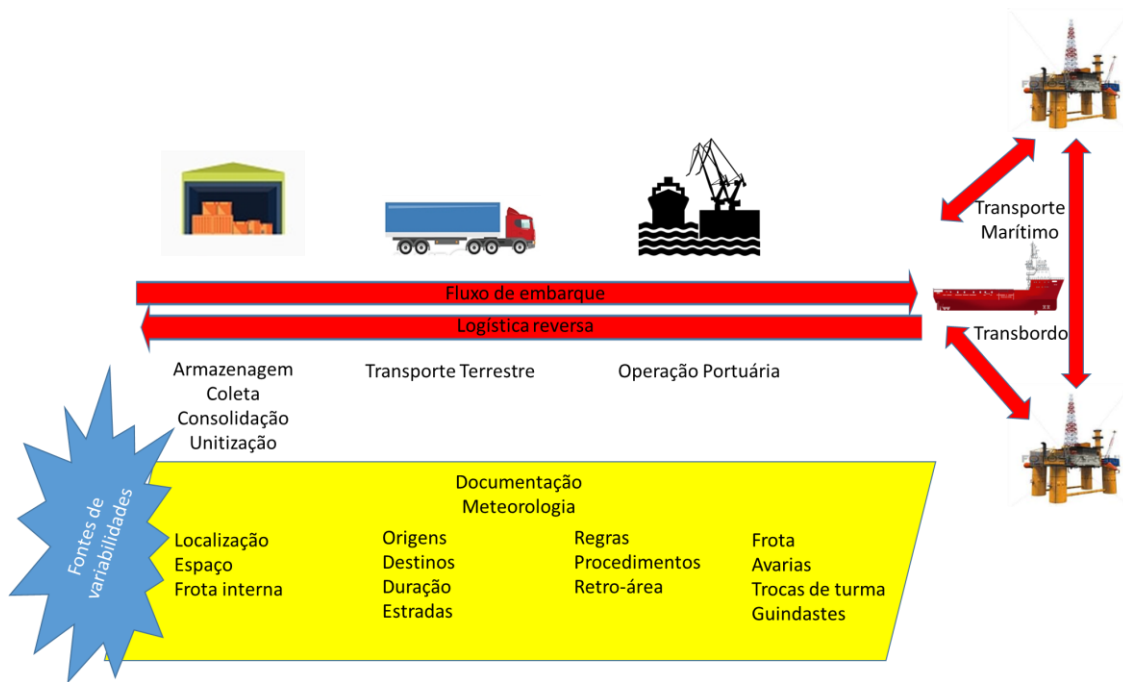 Transporte
Marítimo
Fluxo de embarque
Logística reversa
Transbordo
Armazenagem
Coleta
Consolidação
Unitização
Transporte Terrestre
Operação Portuária
Fontes de
variabilidades
Documentação
Meteorologia
Localização
Espaço
Frota interna
Origens
Destinos
Duração
Estradas
Regras
Procedimentos
Retro-área
Frota
Avarias
Trocas de turma
Guindastes